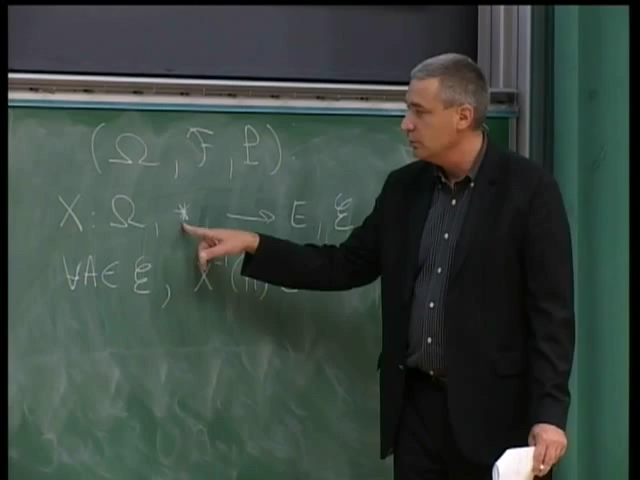 (Ω, F, P).
X: Ω, * → E, ℰ
∀A ∈ ℰ, X⁻¹(A) ∈